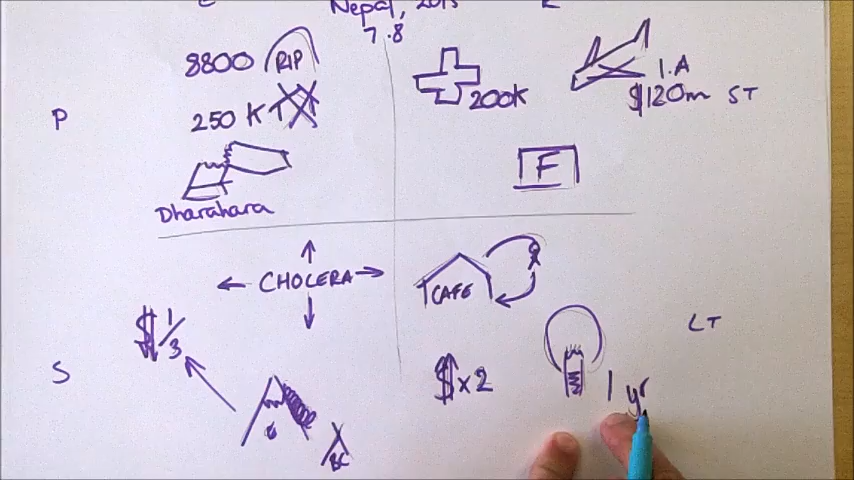 Nepal, 2015
7.8
8800 RIP
250 K
P
Dharahara
200K
I.A
$120m ST
F
CHOLERA
CAFE
$ 1/3
LT
S
$ x2
1 yr
BC